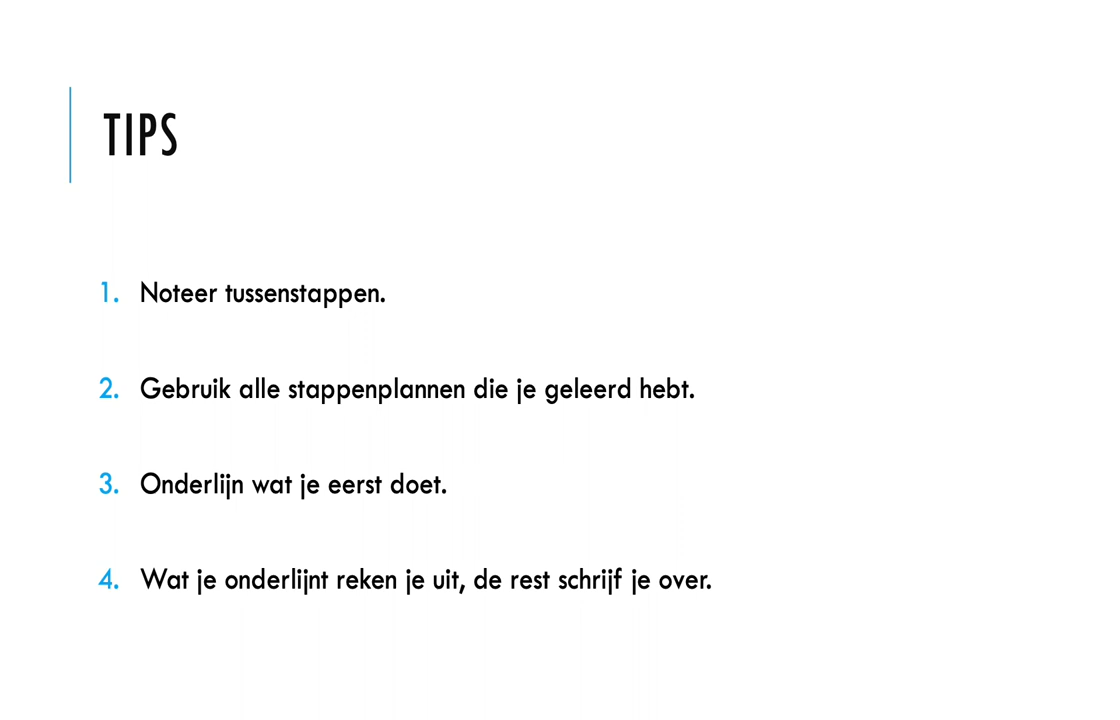 TIPS
1. Noteer tussenstappen.
2. Gebruik alle stappenplannen die je geleerd hebt.
3. Onderlijn wat je eerst doet.
4. Wat je onderlijnt reken je uit, de rest schrijf je over.